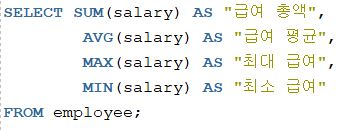 SELECT SUM(salary) AS "급여 총액",
AVG(salary) AS "급여 평균",
MAX(salary) AS "최대 급여",
MIN(salary) AS "최소 급여"
FROM employee;